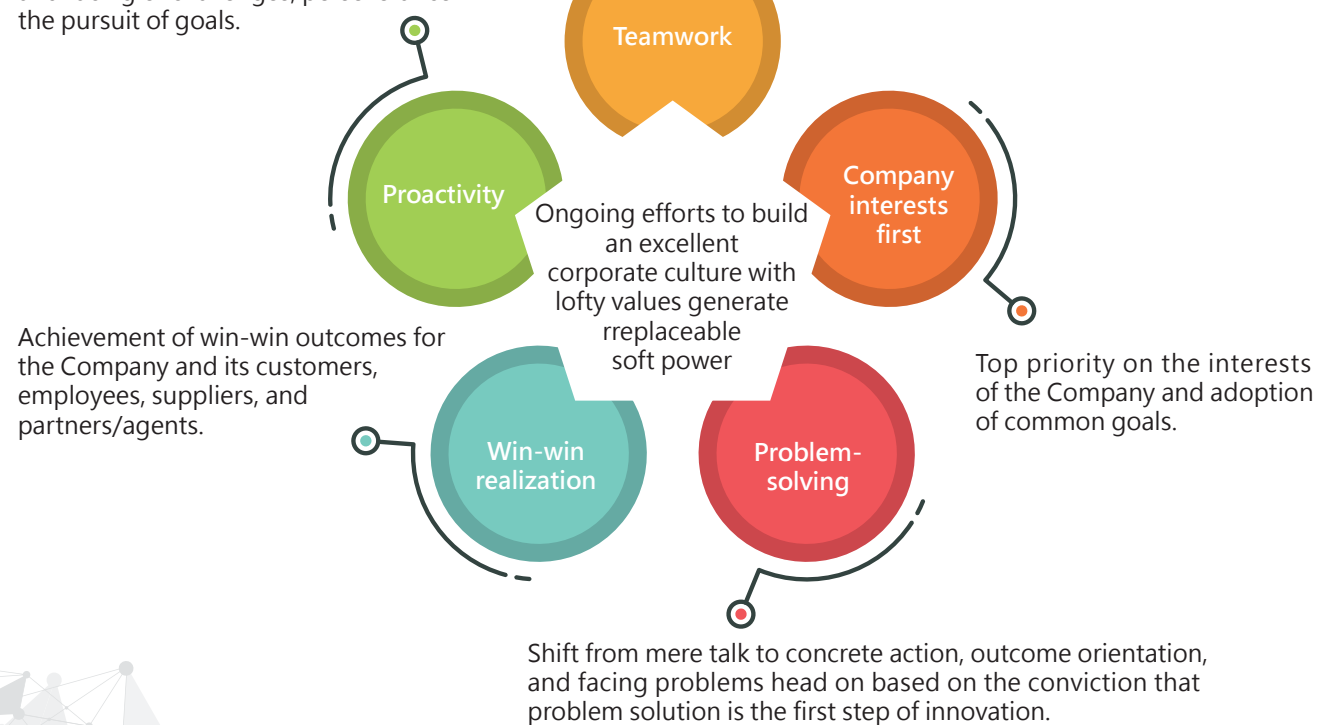 the pursuit of goals.
Teamwork
Proactivity
Company
interests
first
Ongoing efforts to build
an excellent
corporate culture with
lofty values generate
rreplaceable
soft power
Achievement of win-win outcomes for
the Company and its customers,
employees, suppliers, and
partners/agents.
Top priority on the interests
of the Company and adoption
of common goals.
Win-win
realization
Problem-
solving
Shift from mere talk to concrete action, outcome orientation,
and facing problems head on based on the conviction that
problem solution is the first step of innovation.